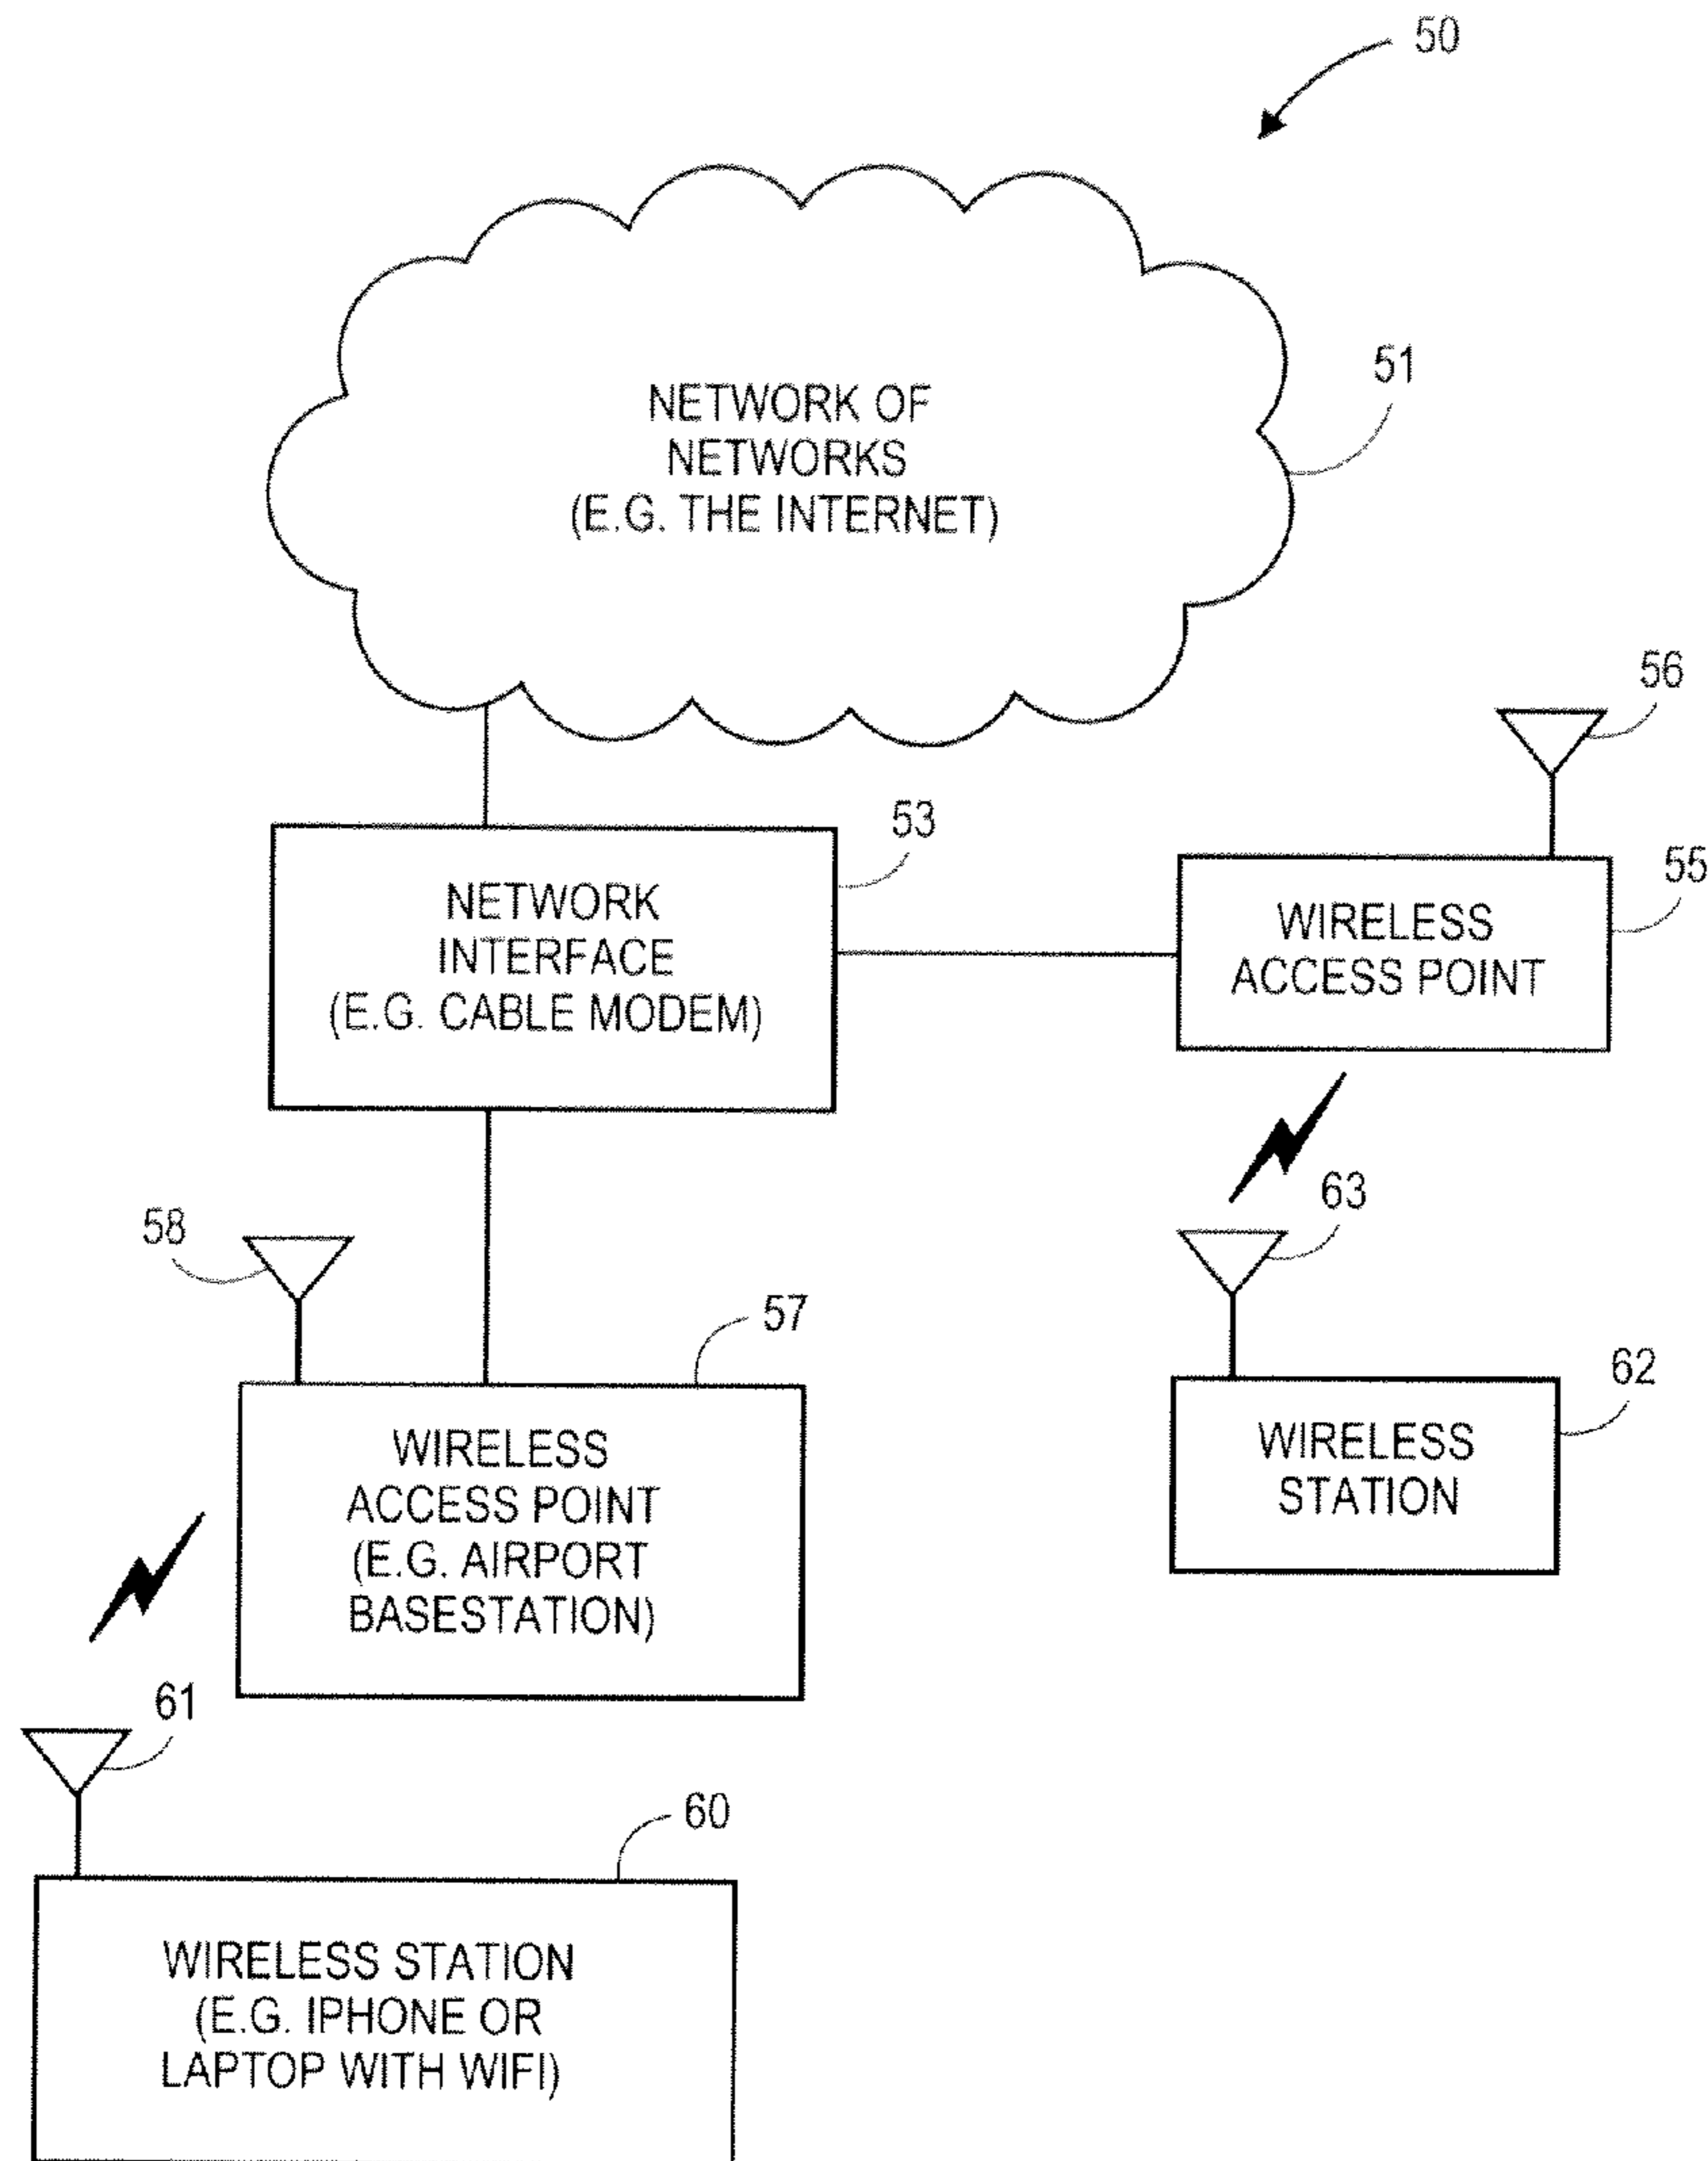 50
NETWORK OF
NETWORKS
(E.G. THE INTERNET)
51
56
53
NETWORK
INTERFACE
(E.G. CABLE MODEM)
55
WIRELESS
ACCESS POINT
63
58
57
WIRELESS
ACCESS POINT
(E.G. AIRPORT
BASESTATION)
62
WIRELESS
STATION
61
60
WIRELESS STATION
(E.G. IPHONE OR
LAPTOP WITH WIFI)